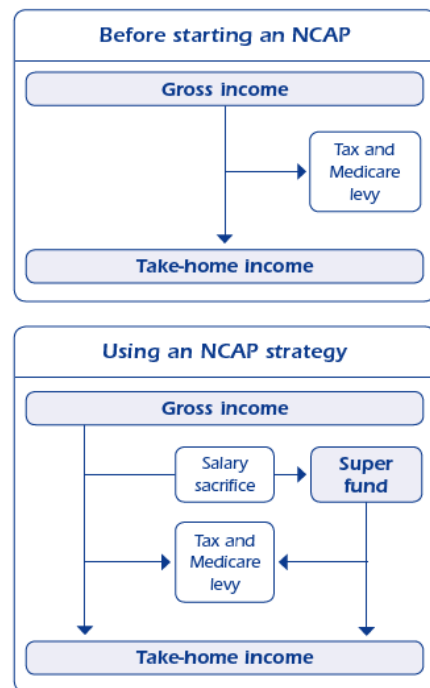 Before starting an NCAP
Gross income
Tax and
Medicare
levy
Take-home income
Using an NCAP strategy
Gross income
Salary
sacrifice
Super
fund
Tax and
Medicare
levy
Take-home income